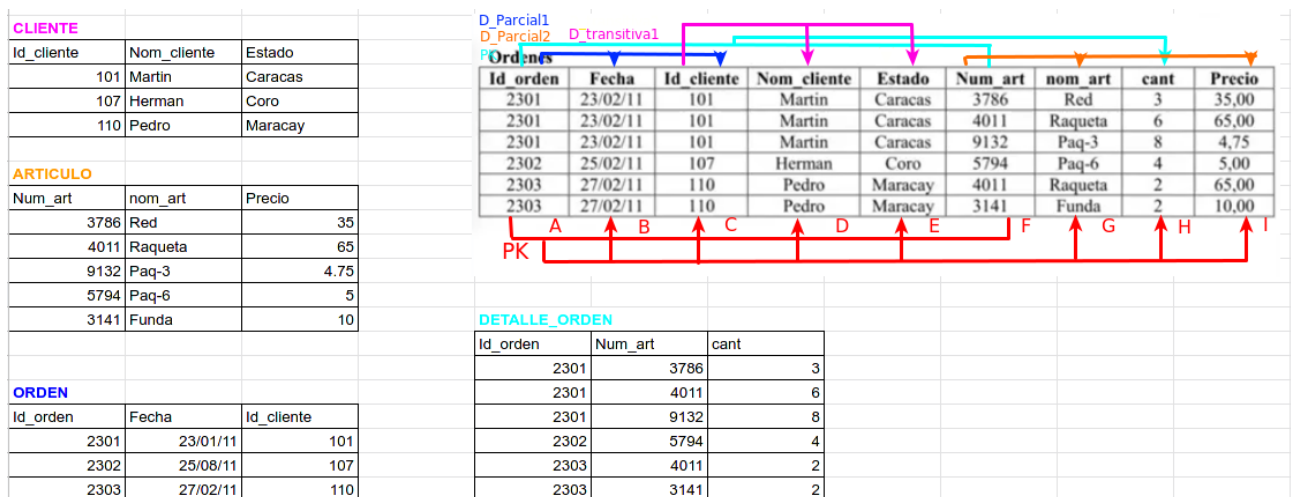 CLIENTE
Id_cliente Nom_cliente Estado
101 Martin Caracas
107 Herman Coro
110 Pedro Maracay
ARTICULO
Num_art nom_art Precio
3786 Red 35
4011 Raqueta 65
9132 Paq-3 4.75
5794 Paq-6 5
3141 Funda 10
ORDEN
Id_orden Fecha Id_cliente
2301 23/01/11 101
2302 25/08/11 107
2303 27/02/11 110
D_Parcial1
D_Parcial2 D_transitiva1
Ordenes
Id_orden Fecha Id_cliente Nom_cliente Estado Num_art nom_art cant Precio
2301 23/02/11 101 Martin Caracas 3786 Red 3 35,00
2301 23/02/11 101 Martin Caracas 4011 Raqueta 6 65,00
2301 23/02/11 101 Martin Caracas 9132 Paq-3 8 4,75
2302 25/02/11 107 Herman Coro 5794 Paq-6 4 5,00
2303 27/02/11 110 Pedro Maracay 4011 Raqueta 2 65,00
2303 27/02/11 110 Pedro Maracay 3141 Funda 2 10,00
A B C D E F G H I
PK
DETALLE_ORDEN
Id_orden Num_art cant
2301 3786 3
2301 4011 6
2301 9132 8
2302 5794 4
2303 4011 2
2303 3141 2